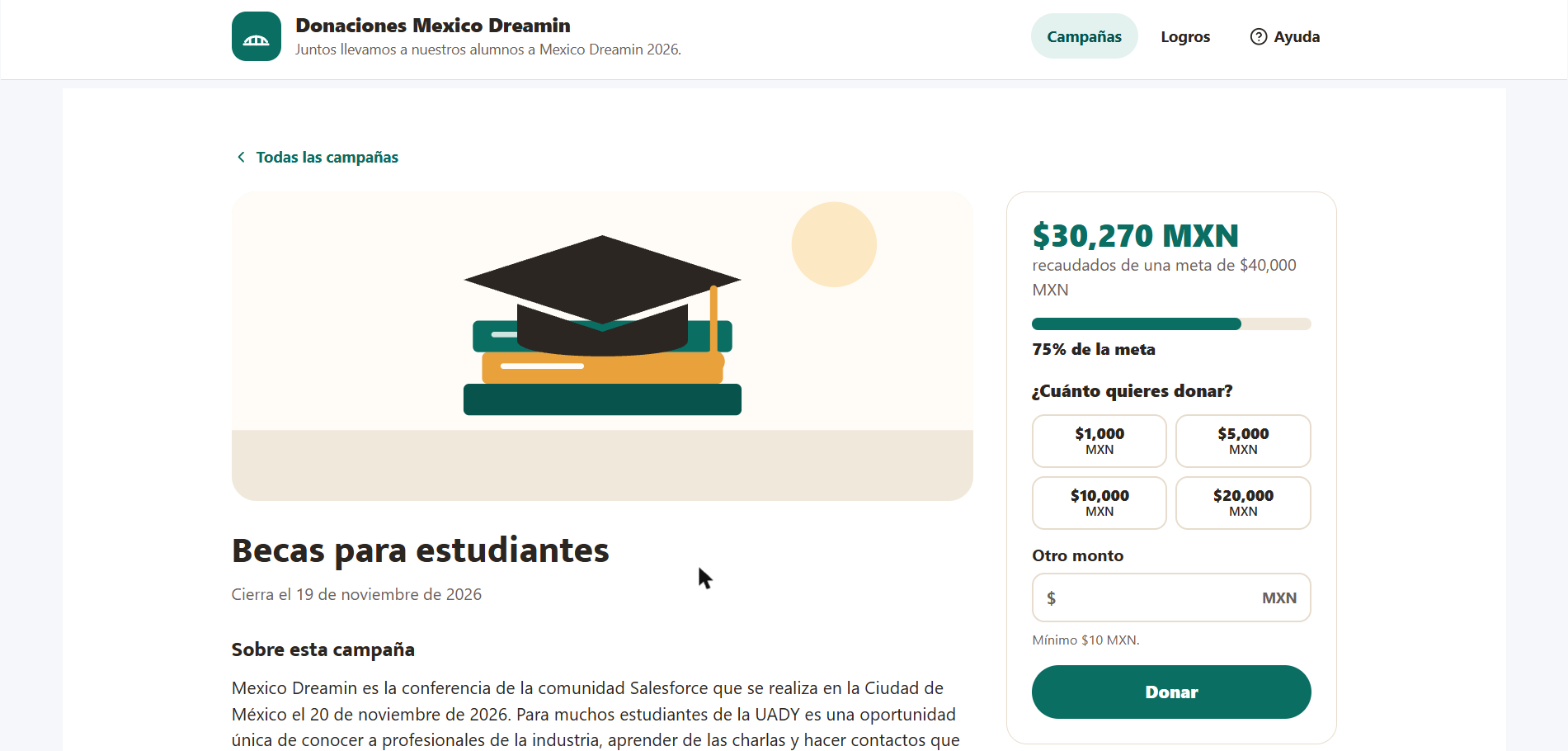 Donaciones Mexico Dreamin
Juntos llevamos a nuestros alumnos a Mexico Dreamin 2026.
Campañas
Logros
Ayuda
Todas las campañas
$30,270 MXN
recaudados de una meta de $40,000
MXN
75% de la meta
¿Cuánto quieres donar?
$1,000
MXN
$5,000
MXN
$10,000
MXN
$20,000
MXN
Otro monto
$ MXN
Mínimo $10 MXN.
Donar
Becas para estudiantes
Cierra el 19 de noviembre de 2026
Sobre esta campaña
Mexico Dreamin es la conferencia de la comunidad Salesforce que se realiza en la Ciudad de
México el 20 de noviembre de 2026. Para muchos estudiantes de la UADY es una oportunidad
única de conocer a profesionales de la industria, aprender de las charlas y hacer contactos que